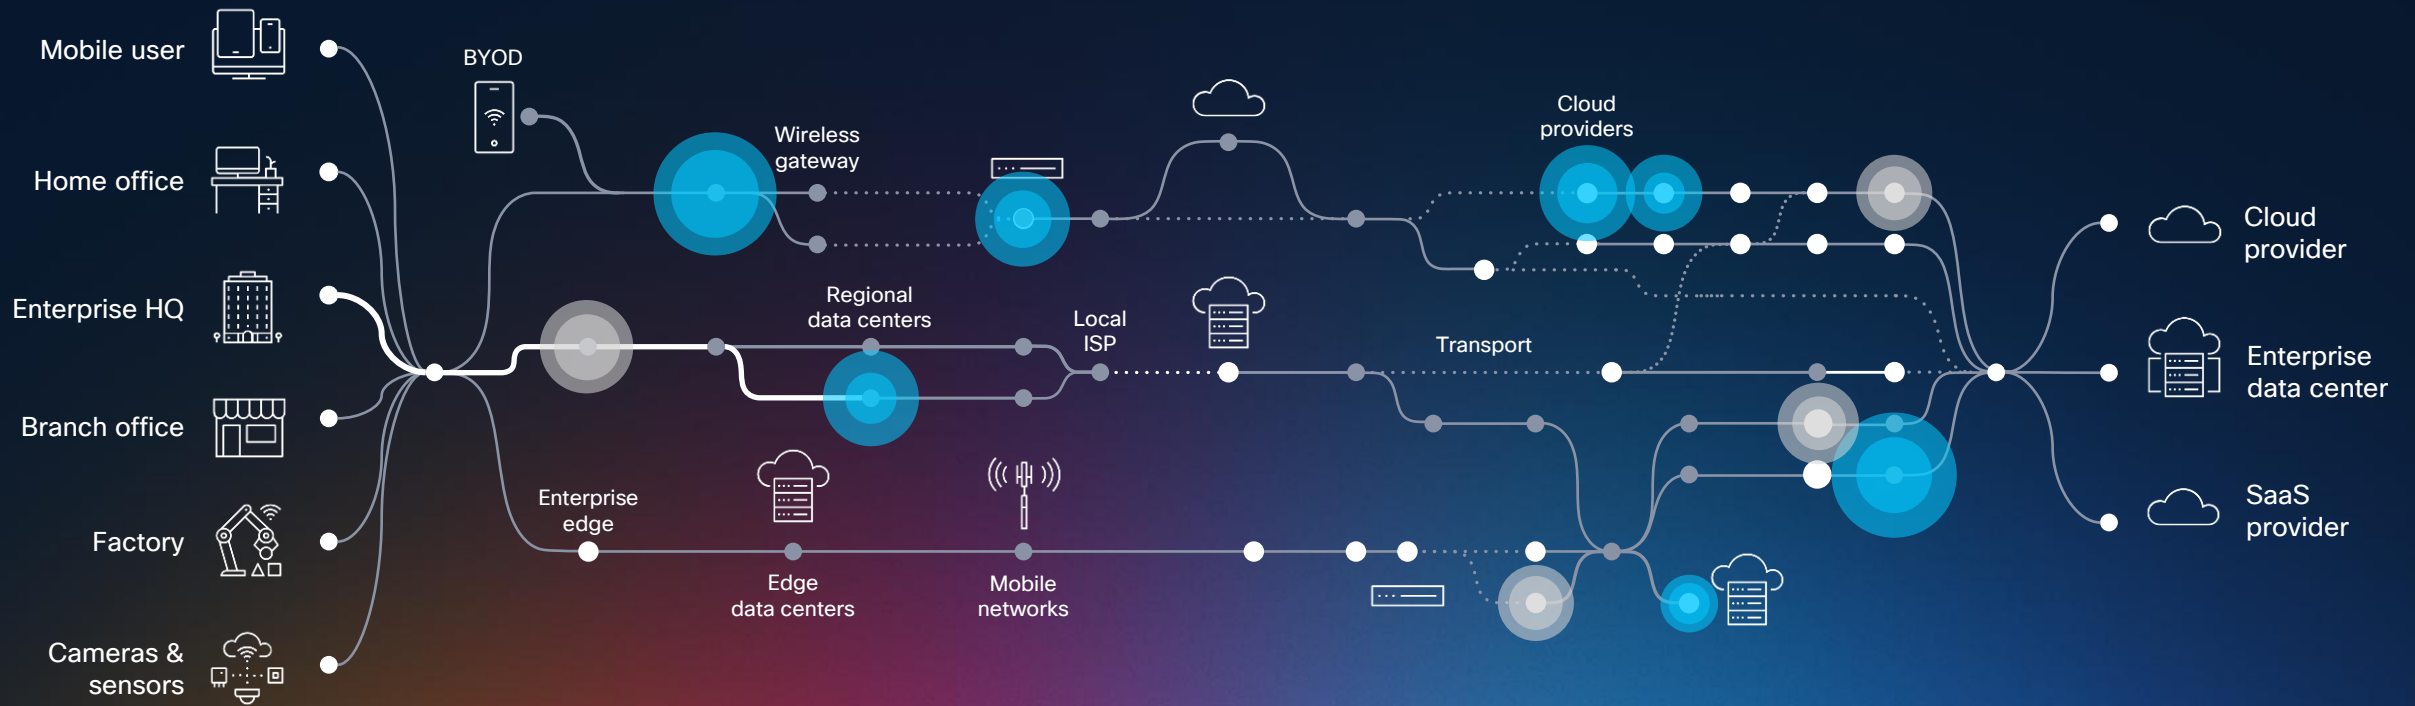 Mobile user
Home office
Enterprise HQ
Branch office
Factory
Cameras &
sensors
BYOD
Wireless
gateway
Regional
data centers
Local
ISP
Enterprise
edge
Edge
data centers
Mobile
networks
Cloud
providers
Transport
Cloud
provider
Enterprise
data center
SaaS
provider